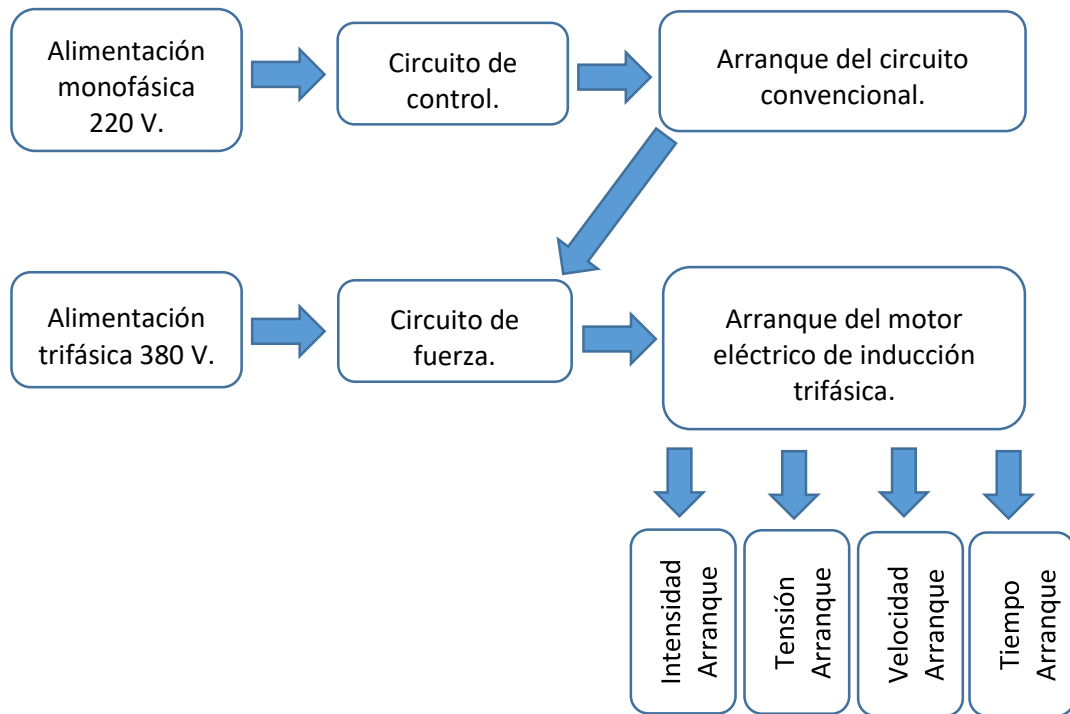 Alimentación
monofásica
220 V.
Circuito de
control.
Arranque del circuito
convencional.
Alimentación
trifásica 380 V.
Circuito de
fuerza.
Arranque del motor
eléctrico de inducción
trifásica.
Intensidad
Arranque
Tensión
Arranque
Velocidad
Arranque
Tiempo
Arranque